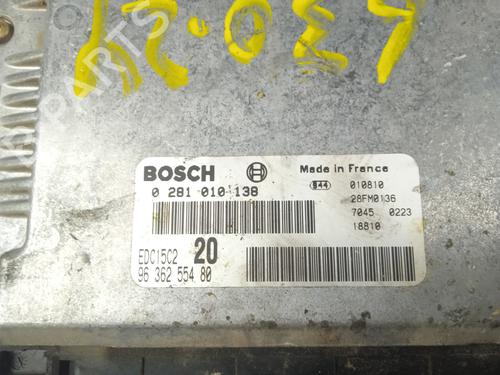 BOSCH
Made in France
0 281 010 138
S44 010810
28FM0136
7045 0223
18810
EDC15C2 20
96 362 554 80